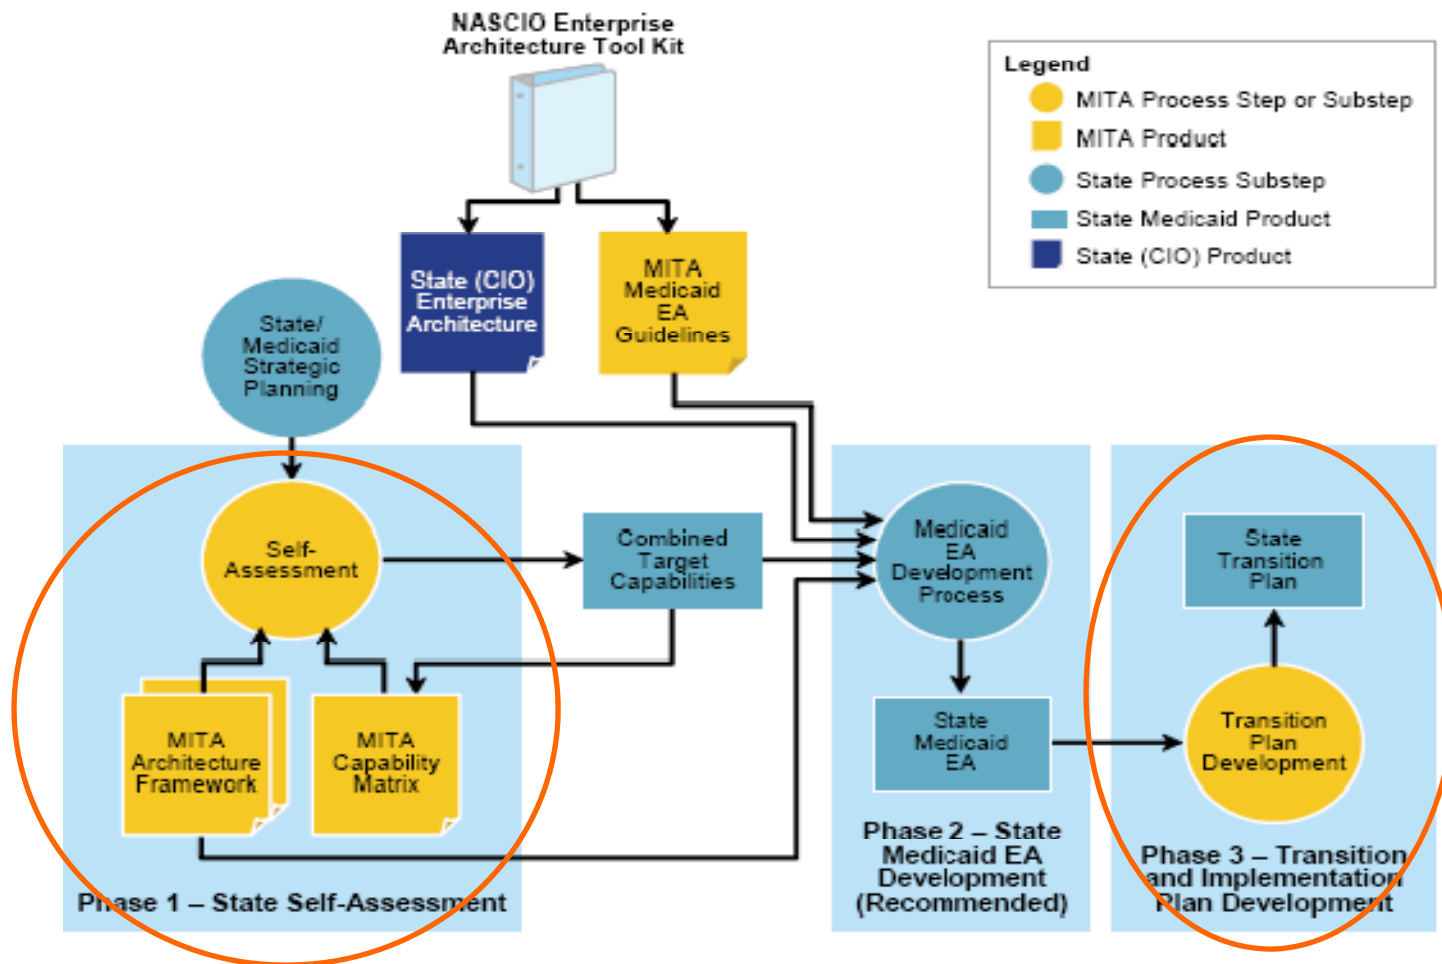 NASCIO Enterprise
Architecture Tool Kit
Legend
MITA Process Step or Substep
MITA Product
State Process Substep
State Medicaid Product
State (CIO) Product
State (CIO)
Enterprise
Architecture
MITA
Medicaid
EA
Guidelines
State/
Medicaid
Strategic
Planning
Self-
Assessment
Combined
Target
Capabilities
Medicaid
EA
Development
Process
State
Transition
Plan
MITA
Architecture
Framework
MITA
Capability
Matrix
State
Medicaid
EA
Transition
Plan
Development
Phase 1 – State Self-Assessment
Phase 2 – State
Medicaid EA
Development
(Recommended)
Phase 3 – Transition
and Implementation
Plan Development